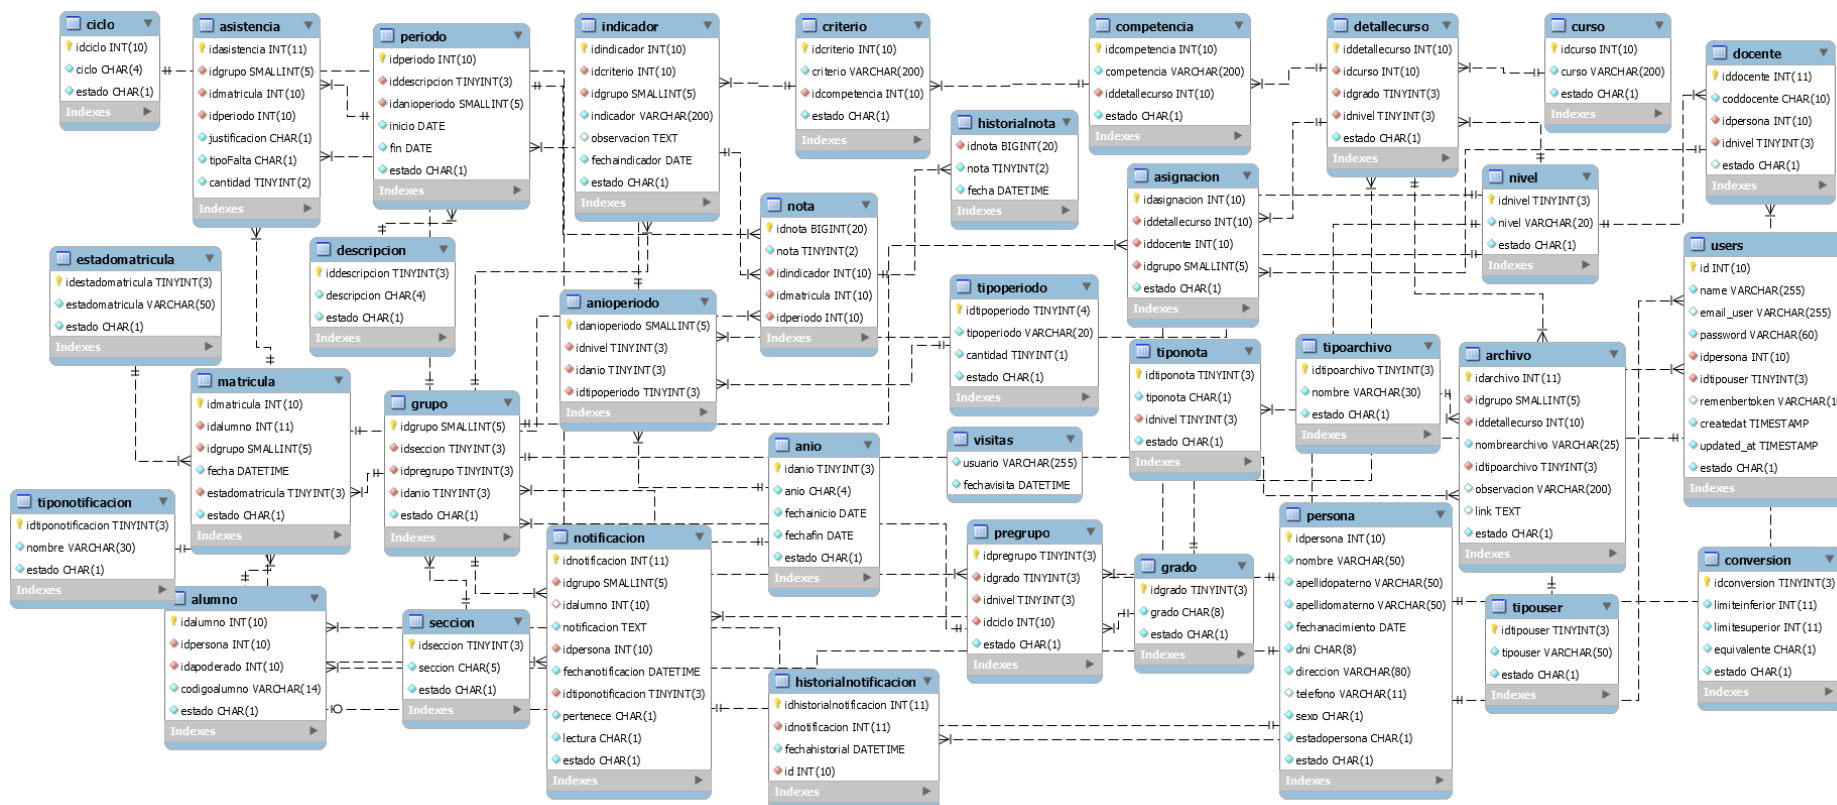 ciclo
idciclo INT(10)
ciclo CHAR(4)
estado CHAR(1)
Indexes
asistencia
idasistencia INT(11)
idgrupo SMALLINT(5)
idmatricula INT(10)
idperiodo INT(10)
justificacion CHAR(1)
tipoFalta CHAR(1)
cantidad TINYINT(2)
Indexes
periodo
idperiodo INT(10)
iddescripcion TINYINT(3)
idanioperiodo SMALLINT(5)
inicio DATE
fin DATE
estado CHAR(1)
Indexes
indicador
idindicador INT(10)
idcriterio INT(10)
idgrupo SMALLINT(5)
indicador VARCHAR(200)
observacion TEXT
fechaindicador DATE
estado CHAR(1)
Indexes
criterio
idcriterio INT(10)
criterio VARCHAR(200)
idcompetencia INT(10)
estado CHAR(1)
Indexes
competencia
idcompetencia INT(10)
competencia VARCHAR(200)
iddetallecurso INT(10)
estado CHAR(1)
Indexes
detallecurso
iddetallecurso INT(10)
idcurso INT(10)
idgrado TINYINT(3)
idnivel TINYINT(3)
estado CHAR(1)
Indexes
curso
idcurso INT(10)
curso VARCHAR(200)
estado CHAR(1)
Indexes
docente
iddocente INT(11)
coddocente CHAR(10)
idpersona INT(10)
idnivel TINYINT(3)
estado CHAR(1)
Indexes
historialnota
idnota BIGINT(20)
nota TINYINT(2)
fecha DATETIME
Indexes
asignacion
idasignacion INT(10)
iddetallecurso INT(10)
iddocente INT(10)
idgrupo SMALLINT(5)
estado CHAR(1)
Indexes
nivel
idnivel TINYINT(3)
nivel VARCHAR(20)
estado CHAR(1)
Indexes
nota
idnota BIGINT(20)
nota TINYINT(2)
idindicador INT(10)
idmatricula INT(10)
idperiodo INT(10)
Indexes
users
id INT(10)
name VARCHAR(255)
email_user VARCHAR(255)
password VARCHAR(60)
idpersona INT(10)
idtipouser TINYINT(3)
remenbertoken VARCHAR(1
createdat TIMESTAMP
updated_at TIMESTAMP
estado CHAR(1)
Indexes
estadomatricula
idestadomatricula TINYINT(3)
estadomatricula VARCHAR(50)
estado CHAR(1)
Indexes
descripcion
iddescripcion TINYINT(3)
descripcion CHAR(4)
estado CHAR(1)
Indexes
anioperiodo
idanioperiodo SMALLINT(5)
idnivel TINYINT(3)
idanio TINYINT(3)
idtipoperiodo TINYINT(3)
Indexes
tipoperiodo
idtipoperiodo TINYINT(4)
tipoperiodo VARCHAR(20)
cantidad TINYINT(1)
estado CHAR(1)
Indexes
tiponota
idtiponota TINYINT(3)
tiponota CHAR(1)
idnivel TINYINT(3)
estado CHAR(1)
Indexes
tipoarchivo
idtipoarchivo TINYINT(3)
nombre VARCHAR(30)
estado CHAR(1)
Indexes
archivo
idarchivo INT(11)
idgrupo SMALLINT(5)
iddetallecurso INT(10)
nombrearchivo VARCHAR(25)
idtipoarchivo TINYINT(3)
observacion VARCHAR(200)
link TEXT
estado CHAR(1)
Indexes
matricula
idmatricula INT(10)
idalumno INT(11)
idgrupo SMALLINT(5)
fecha DATETIME
estadomatricula TINYINT(3)
estado CHAR(1)
Indexes
grupo
idgrupo SMALLINT(5)
idseccion TINYINT(3)
idpregrupo TINYINT(3)
idanio TINYINT(3)
estado CHAR(1)
Indexes
anio
idanio TINYINT(3)
anio CHAR(4)
fechainicio DATE
fechafin DATE
estado CHAR(1)
Indexes
visitas
usuario VARCHAR(255)
fechavisita DATETIME
Indexes
tiponotificacion
idtiponotificacion TINYINT(3)
nombre VARCHAR(30)
estado CHAR(1)
Indexes
notificacion
idnotificacion INT(11)
idgrupo SMALLINT(5)
idalumno INT(10)
notificacion TEXT
idpersona INT(10)
fechanotificacion DATETIME
idtiponotificacion TINYINT(3)
pertenece CHAR(1)
lectura CHAR(1)
estado CHAR(1)
Indexes
pregrupo
idpregrupo TINYINT(3)
idgrado TINYINT(3)
idnivel TINYINT(3)
idciclo INT(10)
estado CHAR(1)
Indexes
grado
idgrado TINYINT(3)
grado CHAR(8)
estado CHAR(1)
Indexes
persona
idpersona INT(10)
nombre VARCHAR(50)
apellidopaterno VARCHAR(50)
apellidomaterno VARCHAR(50)
fechanacimiento DATE
dni CHAR(8)
direccion VARCHAR(80)
telefono VARCHAR(11)
sexo CHAR(1)
estadopersona CHAR(1)
estado CHAR(1)
Indexes
conversion
idconversion TINYINT(3)
limiteinferior INT(11)
limitesuperior INT(11)
equivalente CHAR(1)
estado CHAR(1)
Indexes
alumno
idalumno INT(10)
idpersona INT(10)
idapoderado INT(10)
codigoalumno VARCHAR(14)
estado CHAR(1)
Indexes
seccion
idseccion TINYINT(3)
seccion CHAR(5)
estado CHAR(1)
Indexes
tipouser
idtipouser TINYINT(3)
tipouser VARCHAR(50)
estado CHAR(1)
Indexes
historialnotificacion
idhistorialnotificacion INT(11)
idnotificacion INT(11)
fechahistorial DATETIME
id INT(10)
Indexes